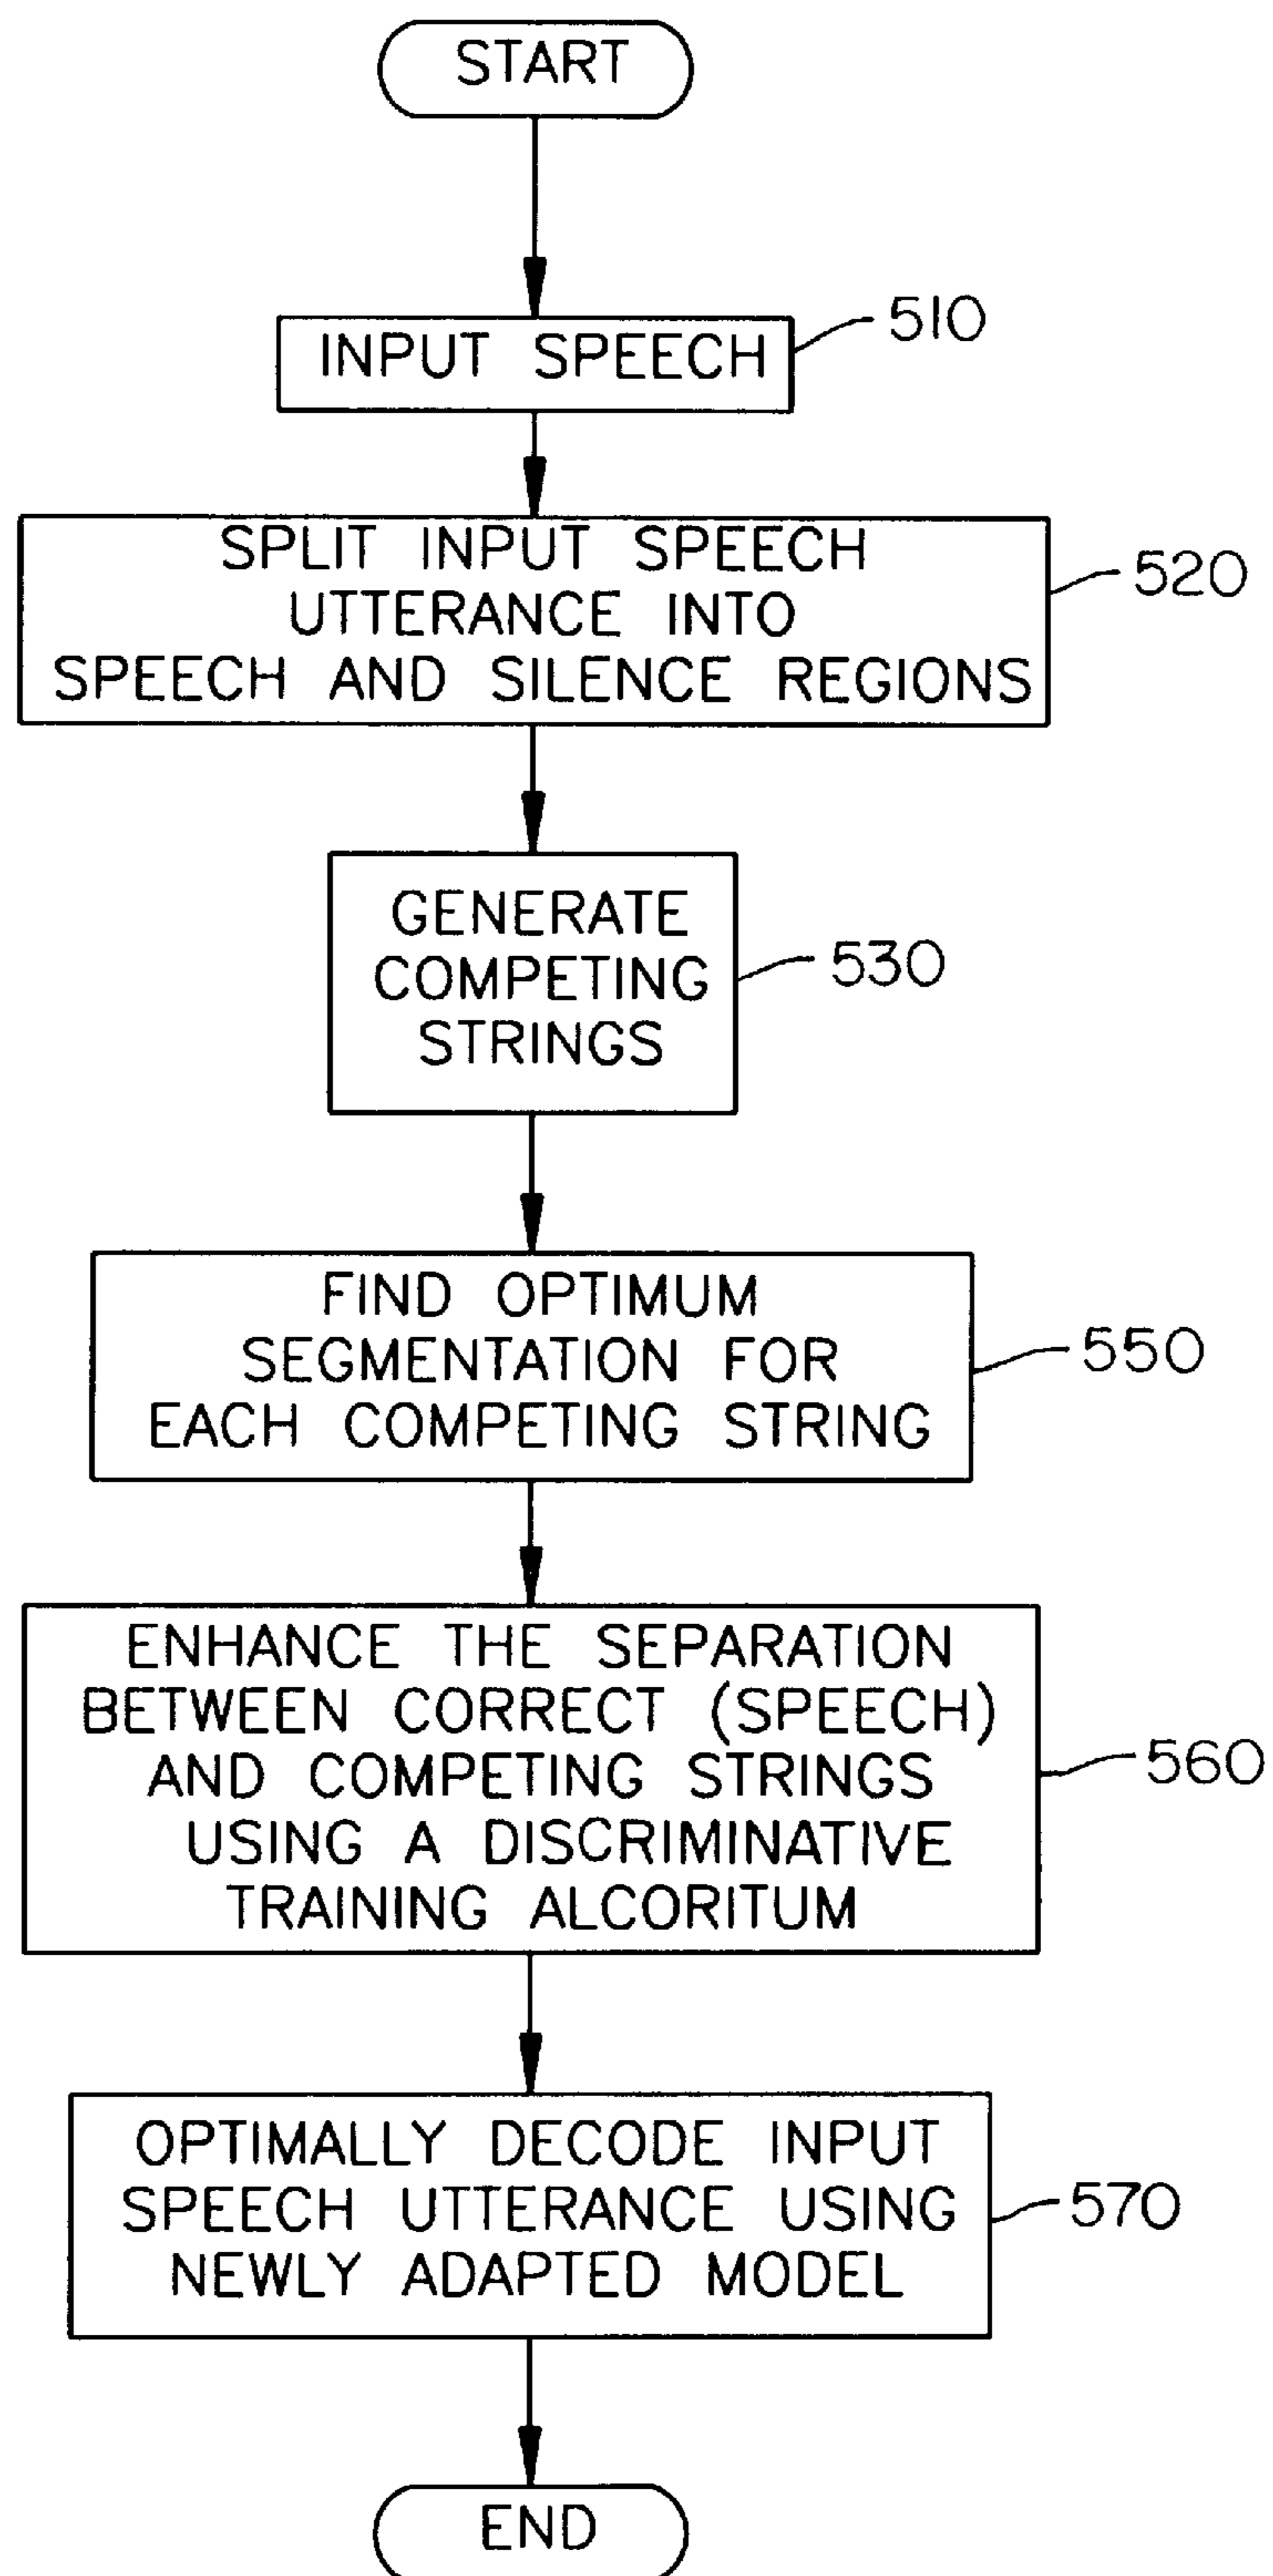 START
INPUT SPEECH
510
SPLIT INPUT SPEECH
UTTERANCE INTO
SPEECH AND SILENCE REGIONS
520
GENERATE
COMPETING
STRINGS
530
FIND OPTIMUM
SEGMENTATION FOR
EACH COMPETING STRING
550
ENHANCE THE SEPARATION
BETWEEN CORRECT (SPEECH)
AND COMPETING STRINGS
USING A DISCRIMINATIVE
TRAINING ALCORITUM
560
OPTIMALLY DECODE INPUT
SPEECH UTTERANCE USING
NEWLY ADAPTED MODEL
570
END